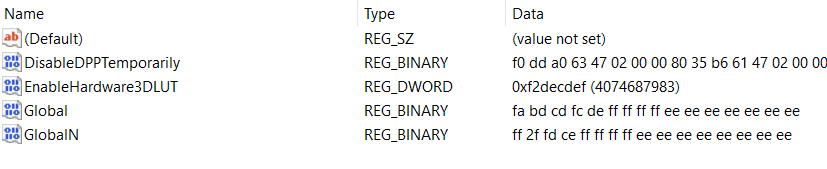 Name Type Data
(Default) REG_SZ (value not set)
DisableDPPTemporarily REG_BINARY f0 dd a0 63 47 02 00 00 80 35 b6 61 47 02 00 00
EnableHardware3DLUT REG_DWORD 0xf2decdef (4074687983)
Global REG_BINARY fa bd cd fc de ff ff ff ff ee ee ee ee ee ee ee
GlobalN REG_BINARY ff 2f fd ce ff ff ff ff ee ee ee ee ee ee ee ee